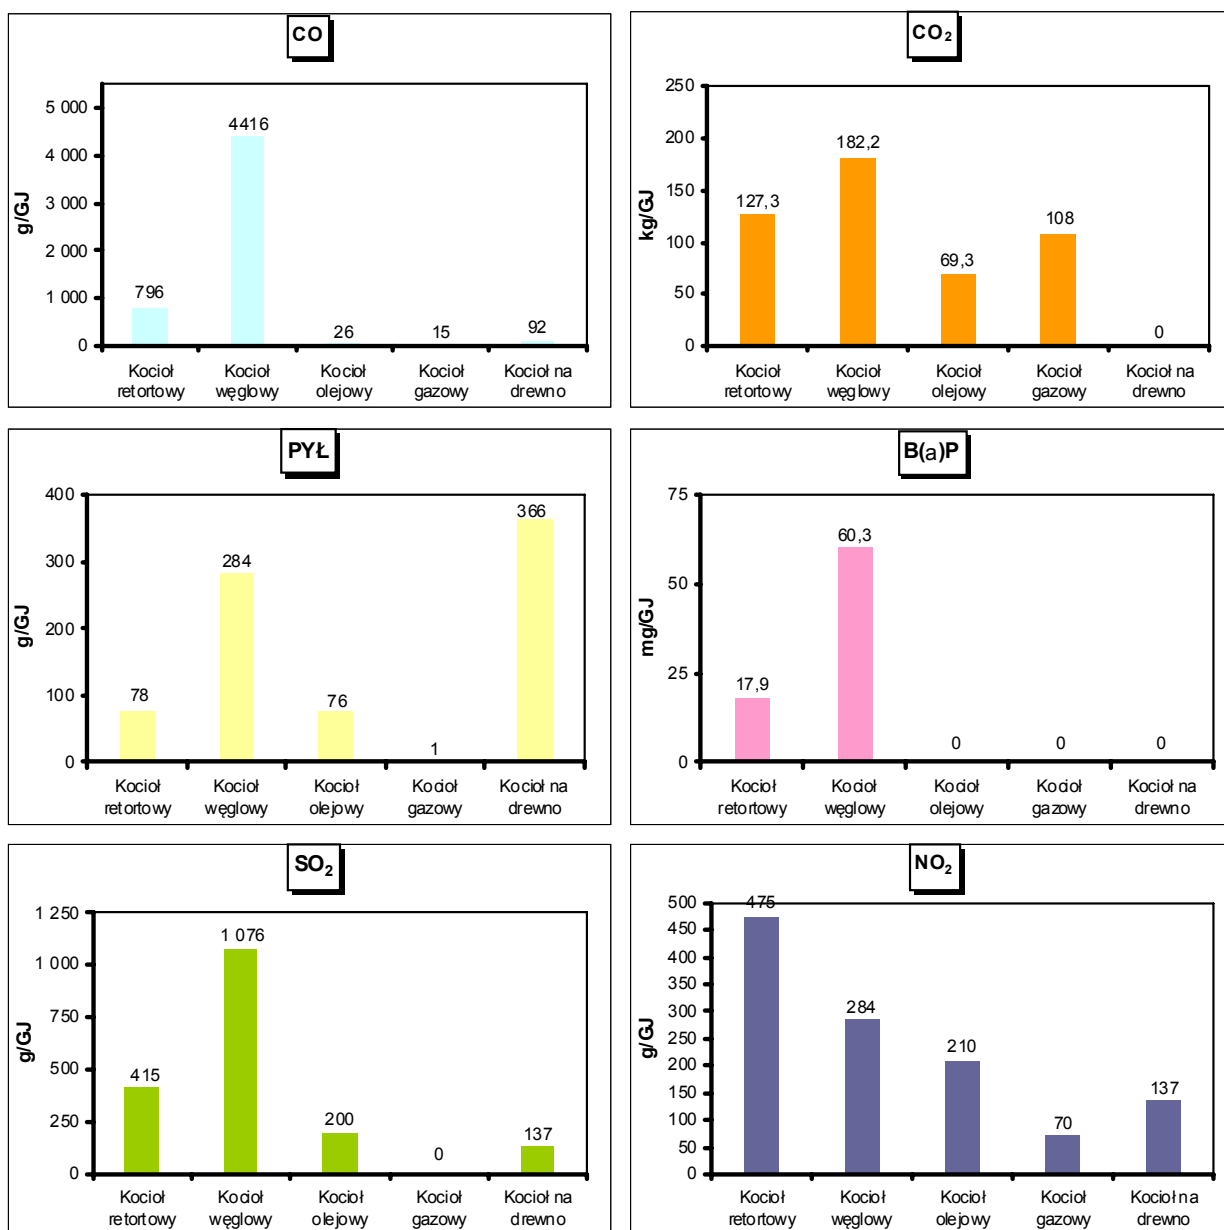 CO
g/GJ
5 000
4 000
3 000
2 000
1 000
0
796
4416
26
15
92
Kocioł retortowy
Kocioł węglowy
Kocioł olejowy
Kocioł gazowy
Kocioł na drewno
CO₂
kg/GJ
250
200
150
100
50
0
127,3
182,2
69,3
108
0
Kocioł retortowy
Kocioł węglowy
Kocioł olejowy
Kocioł gazowy
Kocioł na drewno
PYŁ
g/GJ
400
300
200
100
0
78
284
76
1
366
Kocioł retortowy
Kocioł węglowy
Kocioł olejowy
Kocioł gazowy
Kocioł na drewno
B(a)P
mg/GJ
75
50
25
0
17,9
60,3
0
0
0
Kocioł retortowy
Kocioł węglowy
Kocioł olejowy
Kocioł gazowy
Kocioł na drewno
SO₂
g/GJ
1 250
1 000
750
500
250
0
415
1 076
200
0
137
Kocioł retortowy
Kocioł węglowy
Kocioł olejowy
Kocioł gazowy
Kocioł na drewno
NO₂
g/GJ
500
450
400
350
300
250
200
150
100
50
0
475
284
210
70
137
Kocioł retortowy
Kocioł węglowy
Kocioł olejowy
Kocioł gazowy
Kocioł na drewno